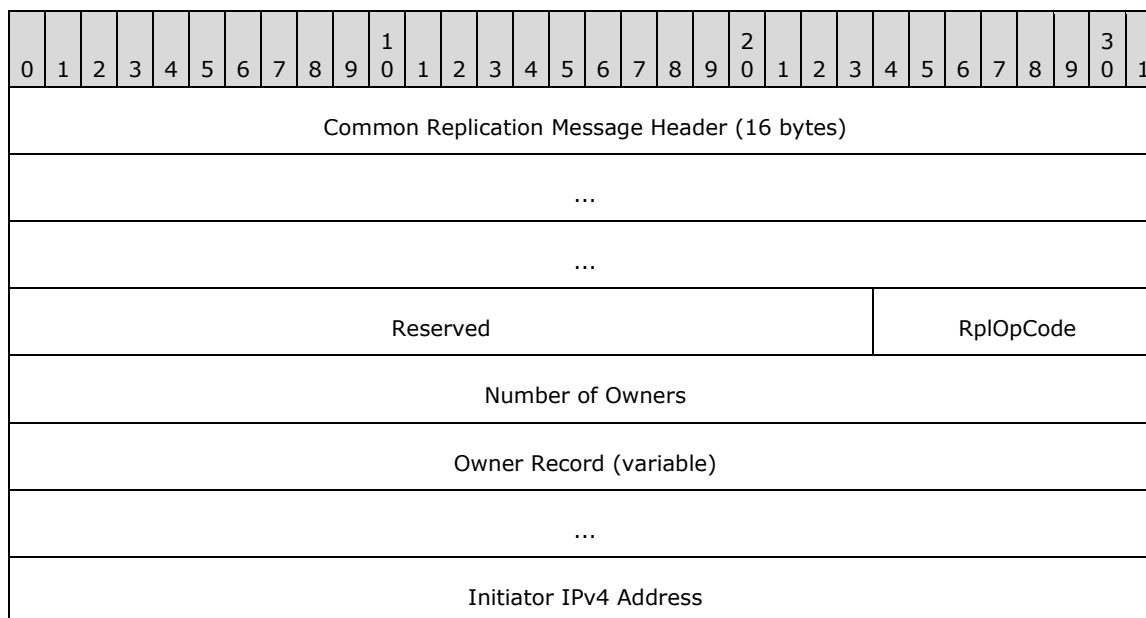 1 2 3
0 1 2 3 4 5 6 7 8 9 0 1 2 3 4 5 6 7 8 9 0 1 2 3 4 5 6 7 8 9 0 1
Common Replication Message Header (16 bytes)
...
...
Reserved RplOpCode
Number of Owners
Owner Record (variable)
...
Initiator IPv4 Address